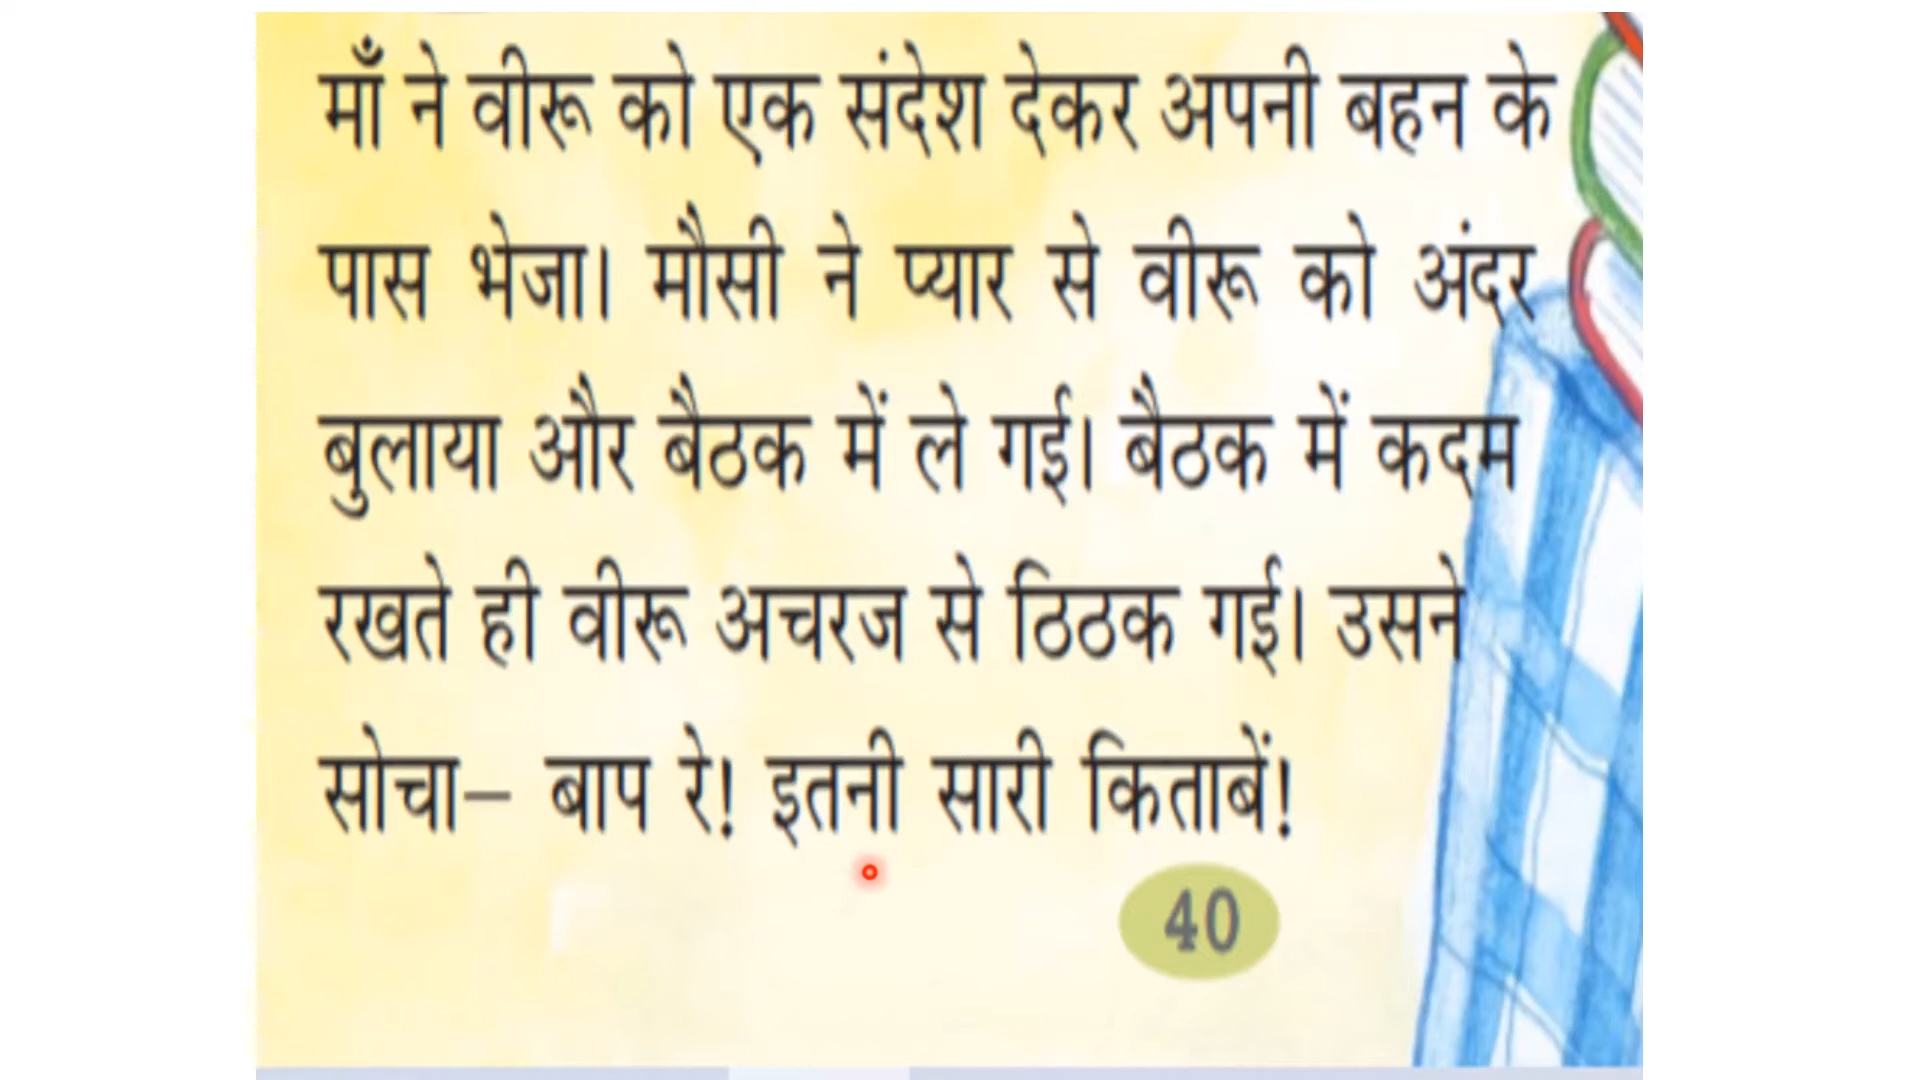 माँ ने वीरू को एक संदेश देकर अपनी बहन के
पास भेजा। मौसी ने प्यार से वीरू को अंदर
बुलाया और बैठक में ले गई। बैठक में कदम
रखते ही वीरू अचरज से ठिठक गई। उसने
सोचा– बाप रे! इतनी सारी किताबें!
40